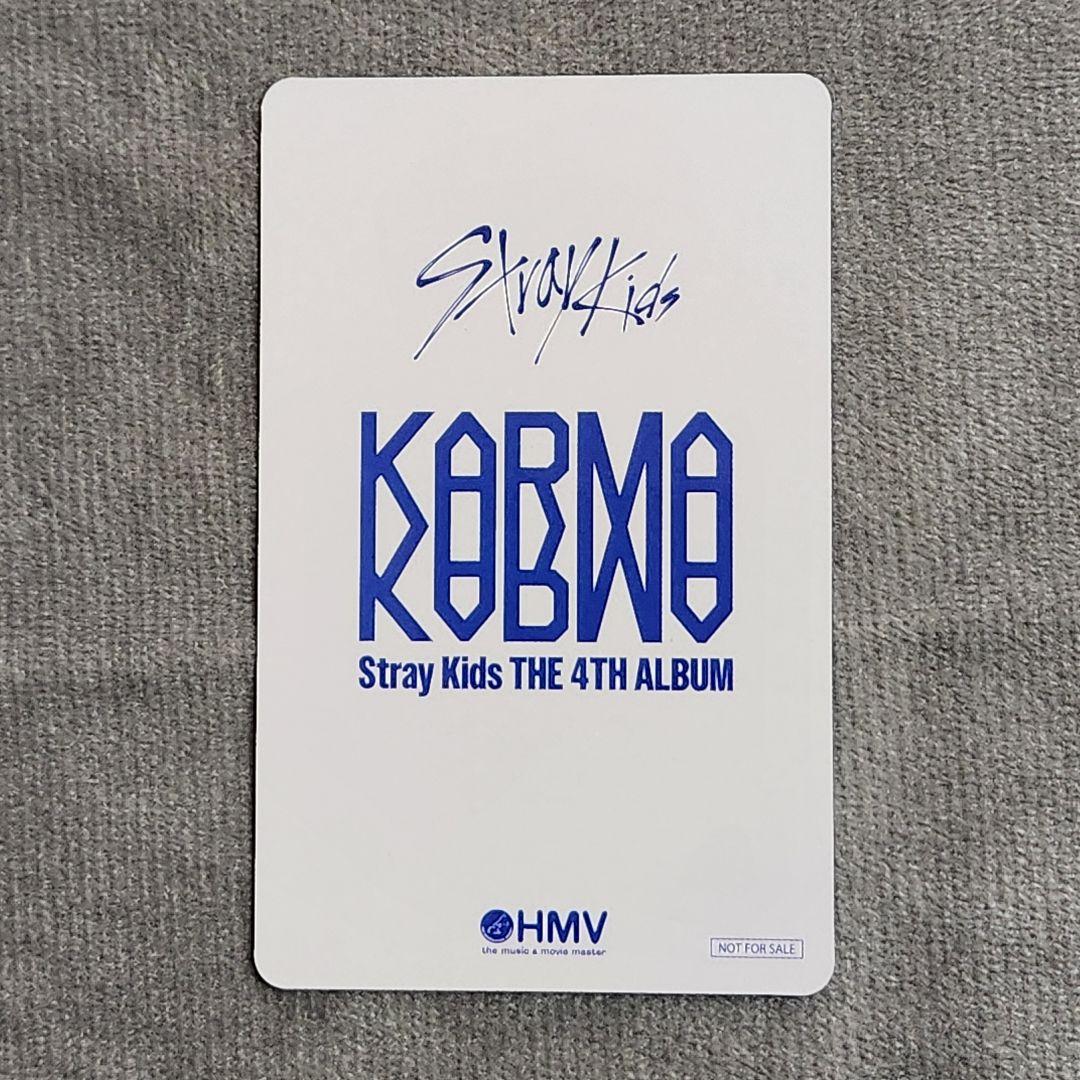 Stray Kids
KARMA
Stray Kids THE 4TH ALBUM
HMV
the music & movie master
NOT FOR SALE